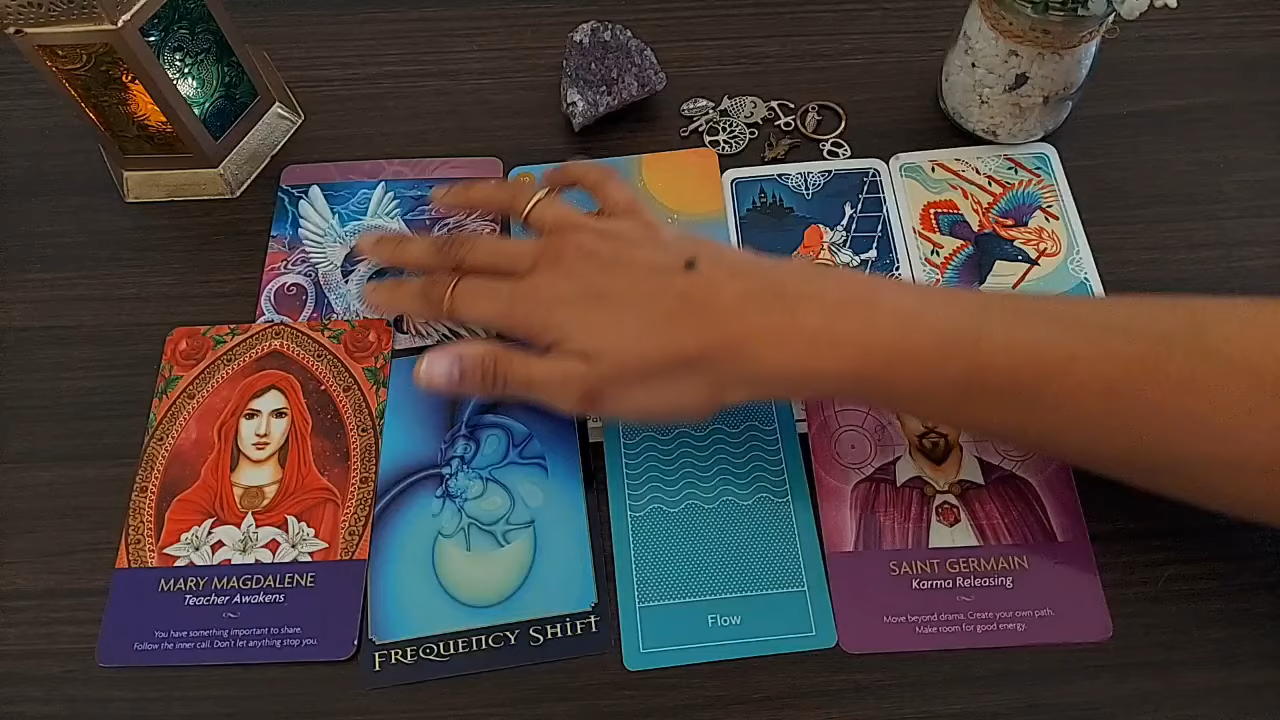 MARY MAGDALENE
Teacher Awakens
You have something important to share.
Follow the inner call. Don't let anything stop you.
FREQUENCY SHIFT
Flow
SAINT GERMAIN
Karma Releasing
Move beyond drama. Create your own path.
Make room for good energy.